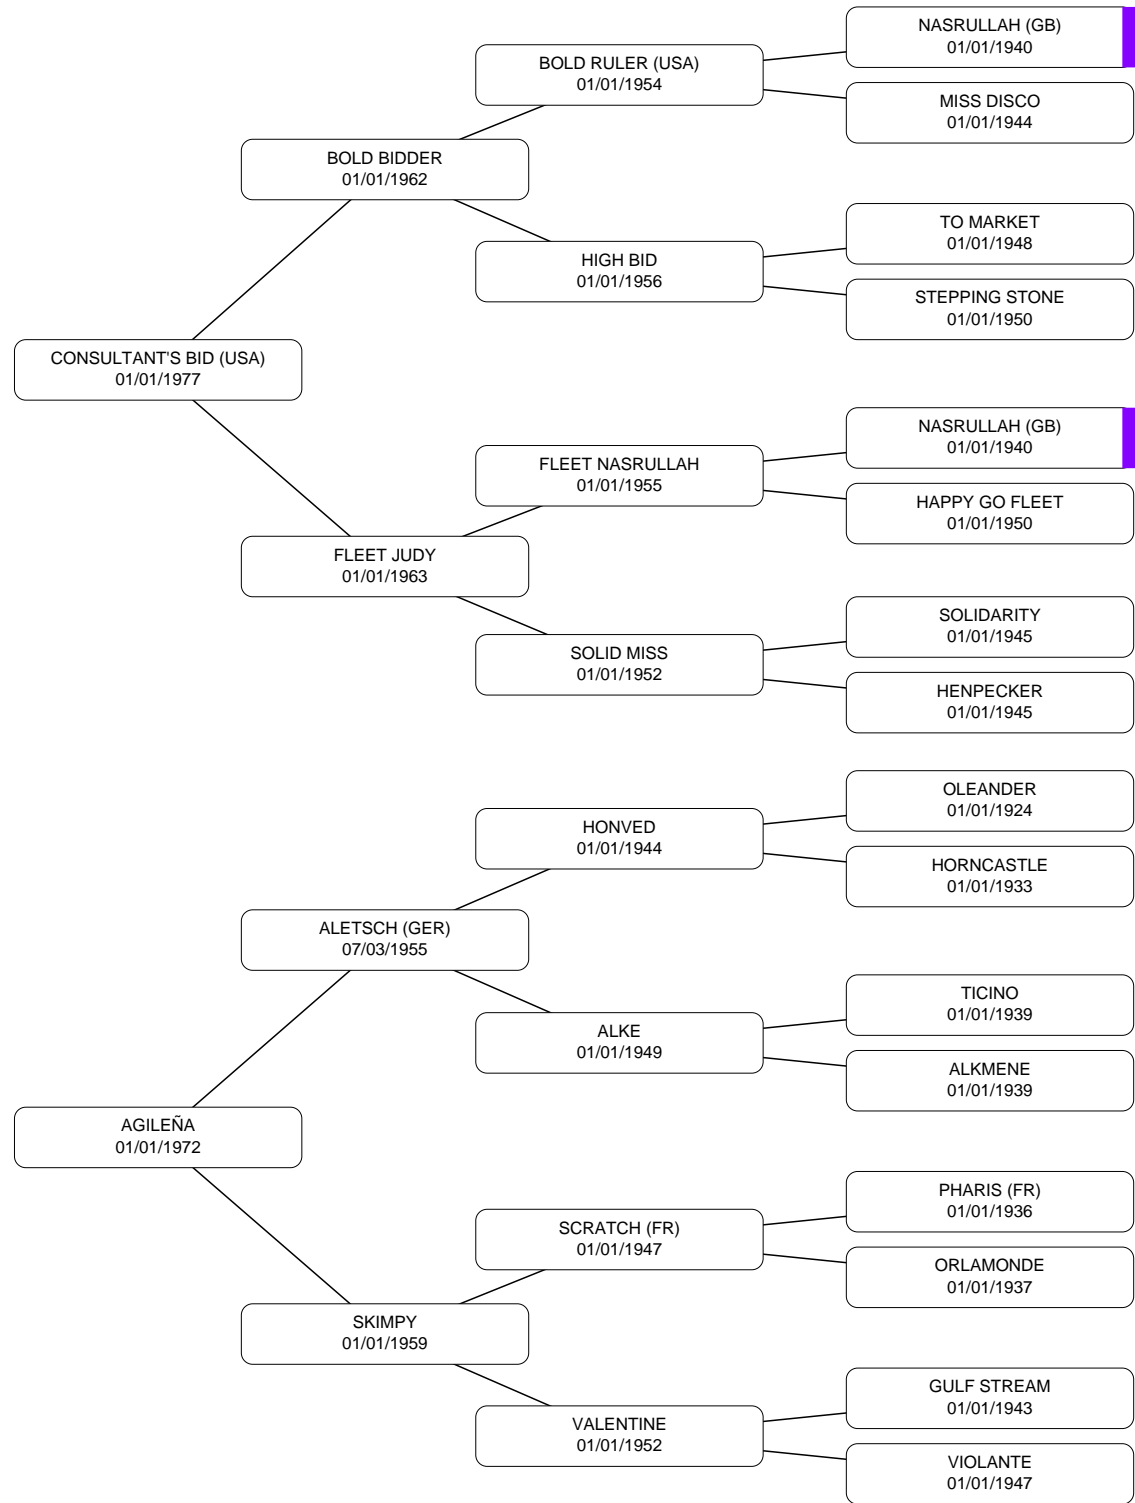 NASRULLAH (GB)
01/01/1940
BOLD RULER (USA)
01/01/1954
MISS DISCO
01/01/1944
BOLD BIDDER
01/01/1962
TO MARKET
01/01/1948
HIGH BID
01/01/1956
STEPPING STONE
01/01/1950
CONSULTANT'S BID (USA)
01/01/1977
NASRULLAH (GB)
01/01/1940
FLEET NASRULLAH
01/01/1955
HAPPY GO FLEET
01/01/1950
FLEET JUDY
01/01/1963
SOLIDARITY
01/01/1945
SOLID MISS
01/01/1952
HENPECKER
01/01/1945
OLEANDER
01/01/1924
HONVED
01/01/1944
HORNCASTLE
01/01/1933
ALETSCH (GER)
07/03/1955
TICINO
01/01/1939
ALKE
01/01/1949
ALKMENE
01/01/1939
AGILEÑA
01/01/1972
PHARIS (FR)
01/01/1936
SCRATCH (FR)
01/01/1947
ORLAMONDE
01/01/1937
SKIMPY
01/01/1959
GULF STREAM
01/01/1943
VALENTINE
01/01/1952
VIOLANTE
01/01/1947